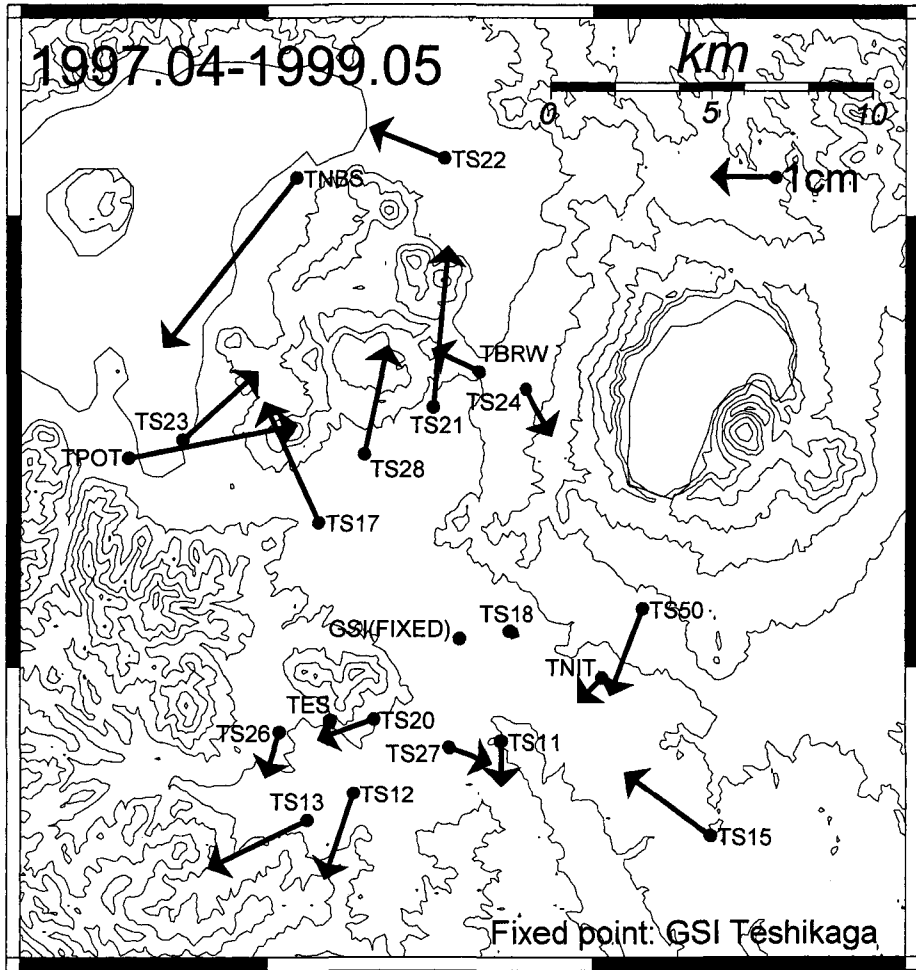 1997.04-1999.05
km
0 5 10
TS22
TNBS
1cm
TBRW
TS24
TS23
TS21
TPOT
TS28
TS17
TS50
TS18
GSI(FIXED)
TNIT
TES
TS20
TS26
TS27
TS11
TS12
TS13
TS15
Fixed point: GSI Teshikaga